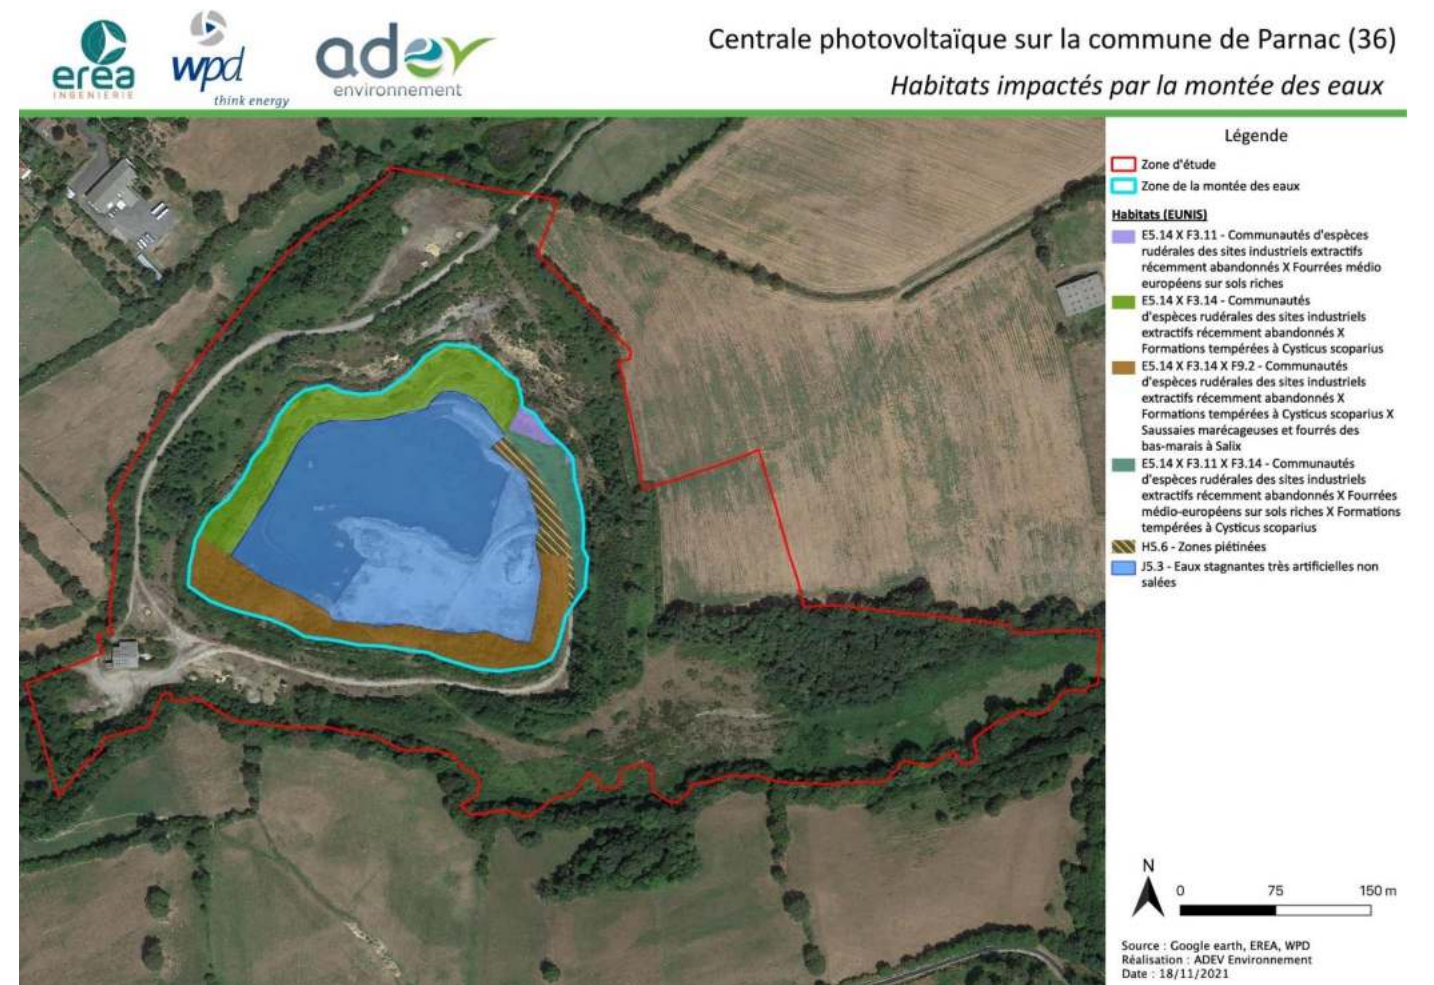 erea
INGENIERIE
wpd
think energy
adev
environnement
Centrale photovoltaïque sur la commune de Parnac (36)
Habitats impactés par la montée des eaux
Légende
Zone d'étude
Zone de la montée des eaux
Habitats (EUNIS)
E5.14 X F3.11 - Communautés d'espèces
rudérales des sites industriels extractifs
récemment abandonnés X Fourrées médio
européens sur sols riches
E5.14 X F3.14 - Communautés
d'espèces rudérales des sites industriels
extractifs récemment abandonnés X
Formations tempérées à Cysticus scoparius
E5.14 X F3.14 X F9.2 - Communautés
d'espèces rudérales des sites industriels
extractifs récemment abandonnés X
Formations tempérées à Cysticus scoparius X
Saussaies marécageuses et fourrés des
bas-marais à Salix
E5.14 X F3.11 X F3.14 - Communautés
d'espèces rudérales des sites industriels
extractifs récemment abandonnés X Fourrées
médio-européens sur sols riches X Formations
tempérées à Cysticus scoparius
H5.6 - Zones piétinées
J5.3 - Eaux stagnantes très artificielles non
salées
N
0 75 150 m
Source : Google earth, EREA, WPD
Réalisation : ADEV Environnement
Date : 18/11/2021